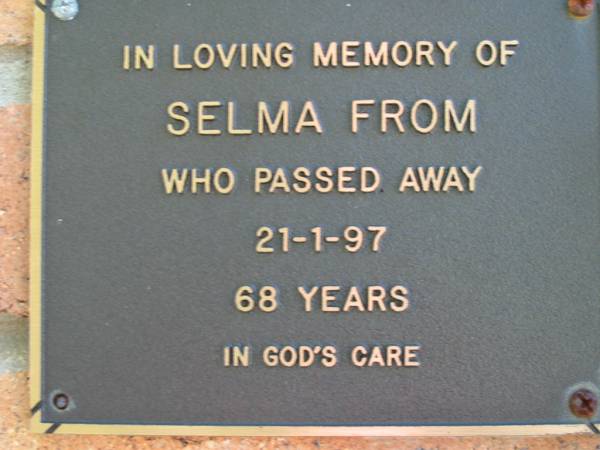 IN LOVING MEMORY OF
SELMA FROM
WHO PASSED AWAY
21-1-97
68 YEARS
IN GOD'S CARE